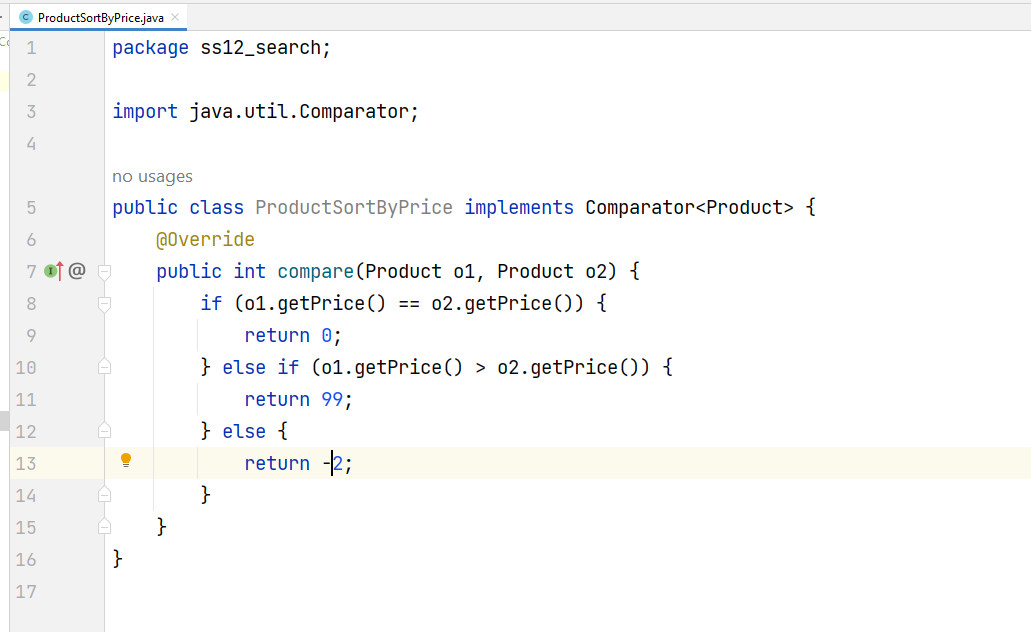 C ProductSortByPrice.java
1 package ss12_search;
2
3 import java.util.Comparator;
4
no usages
5 public class ProductSortByPrice implements Comparator<Product> {
6 @Override
7 I @ public int compare(Product o1, Product o2) {
8 if (o1.getPrice() == o2.getPrice()) {
9 return 0;
10 } else if (o1.getPrice() > o2.getPrice()) {
11 return 99;
12 } else {
13 return -2;
14 }
15 }
16 }
17